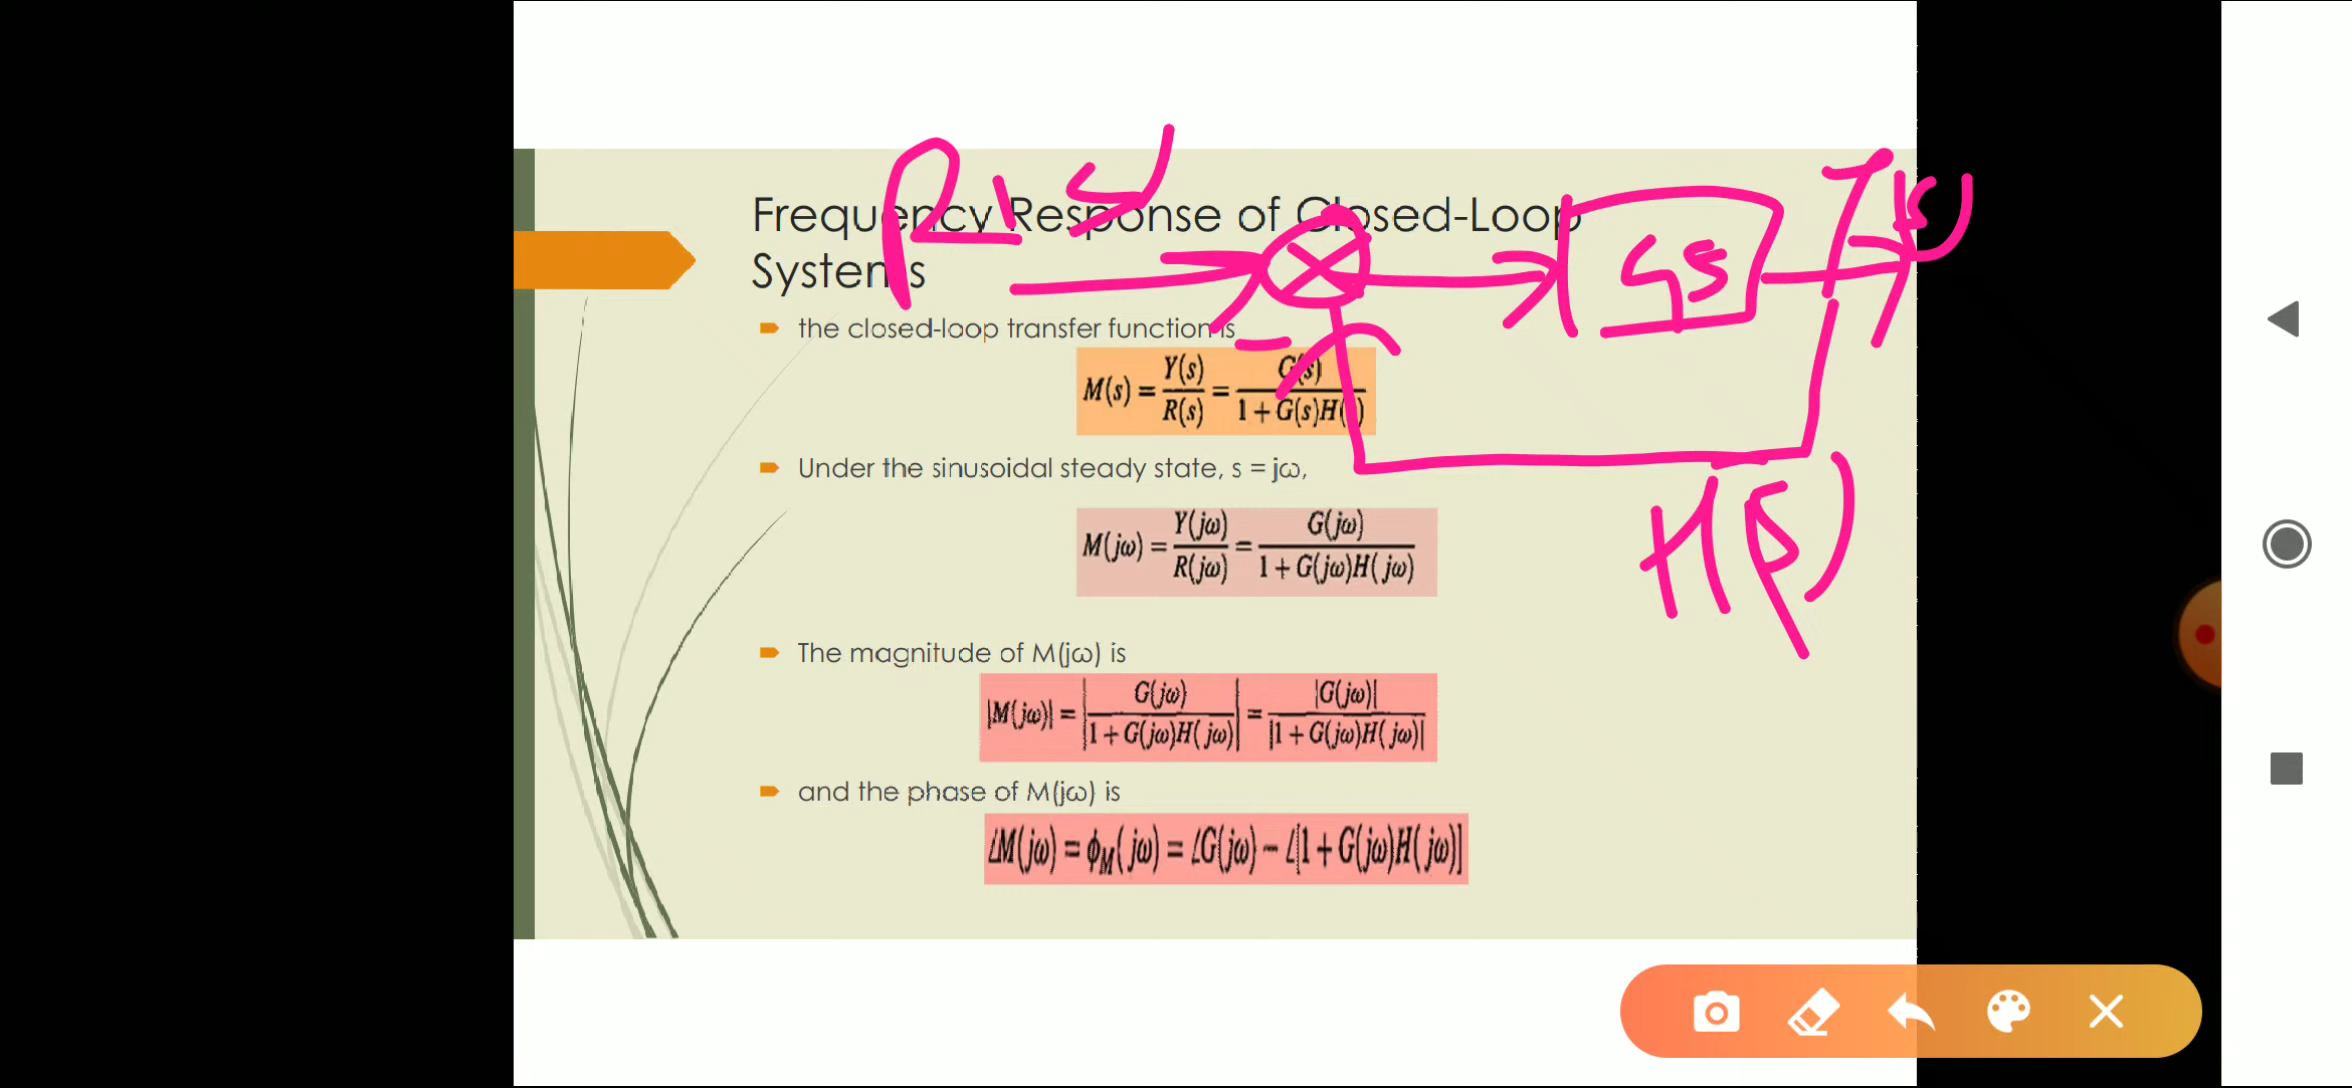 R(s)
Y(s)
Frequency Response of Closed-Loop
Systems
GS
the closed-loop transfer function is
M(s) = Y(s)/R(s) = G(s)/(1 + G(s)H( ))
Under the sinusoidal steady state, s = jω,
H(s)
M(jω) = Y(jω)/R(jω) = G(jω)/(1 + G(jω)H(jω))
The magnitude of M(jω) is
|M(jω)| = |G(jω)/(1 + G(jω)H(jω))| = |G(jω)|/|1 + G(jω)H(jω)|
and the phase of M(jω) is
∠M(jω) = ϕM(jω) = ∠G(jω) − ∠[1 + G(jω)H(jω)]